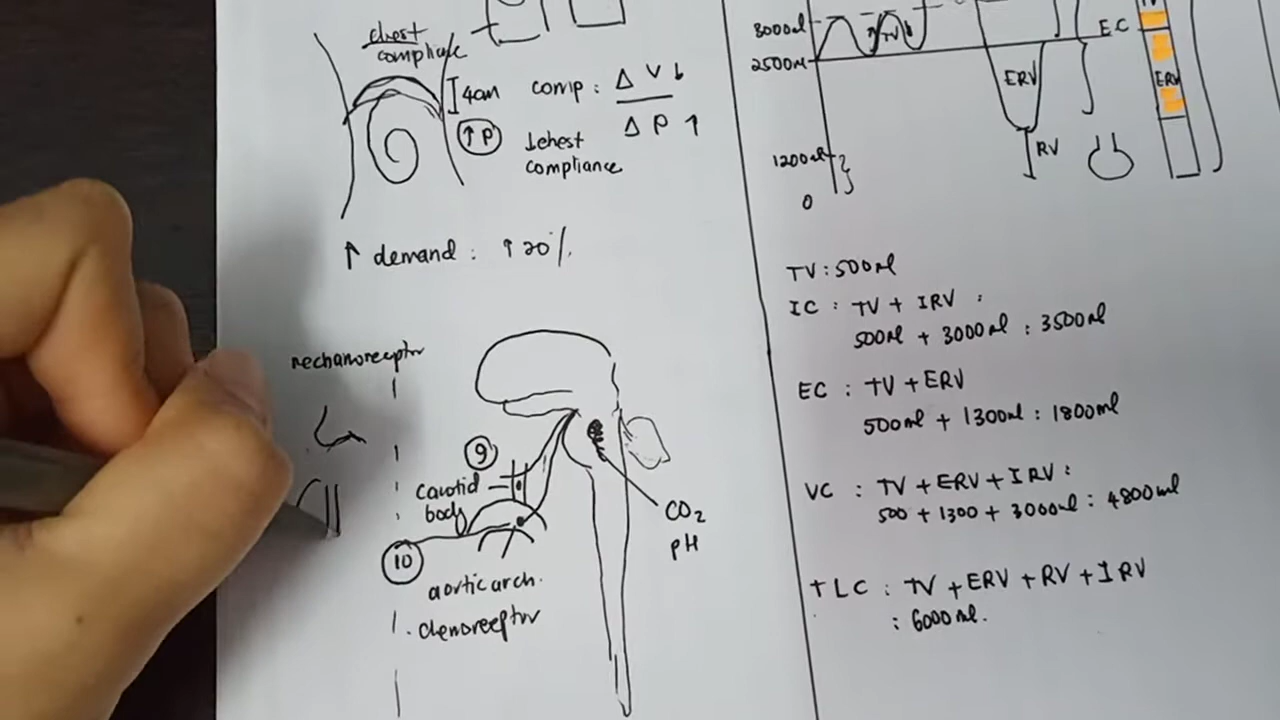 chest
compliance
I 4cm
comp : Δ V ↓
Δ P ↑
↑ P
↓ chest
compliance
↑ demand : ↑ 20%.
mechanoreceptor
9
carotid
body
10
aortic arch.
chemoreceptor
CO₂
pH
3000ml
TV
2500ml
1200ml
0
ERV
RV
EC
ERV
TV : 500ml
IC : TV + IRV :
500ml + 3000ml : 3500ml
EC : TV + ERV
500ml + 1300ml : 1800ml
VC : TV + ERV + IRV :
500 + 1300 + 3000ml : 4800ml
TLC : TV + ERV + RV + IRV
: 6000ml.